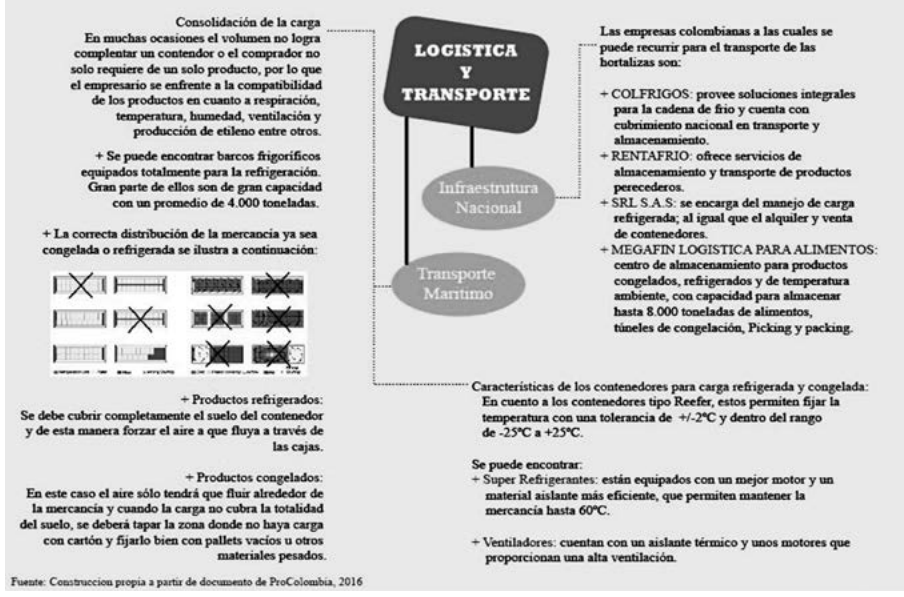 Consolidación de la carga
En muchas ocasiones el volumen no logra
complentar un contendor o el comprador no
solo requiere de un solo producto, por lo que
el empresario se enfrente a la compatibilidad
de los productos en cuanto a respiración,
temperatura, humedad, ventilación y
producción de etileno entre otros.
+ Se puede encontrar barcos frigoríficos
equipados totalmente para la refrigeración.
Gran parte de ellos son de gran capacidad
con un promedio de 4.000 toneladas.
+ La correcta distribución de la mercancía ya sea
congelada o refrigerada se ilustra a continuación:
+ Productos refrigerados:
Se debe cubrir completamente el suelo del contenedor
y de esta manera forzar el aire a que fluya a través de
las cajas.
+ Productos congelados:
En este caso el aire sólo tendrá que fluir alrededor de
la mercancía y cuando la carga no cubra la totalidad
del suelo, se deberá tapar la zona donde no haya carga
con cartón y fijarlo bien con pallets vacíos u otros
materiales pesados.
LOGISTICA
Y
TRANSPORTE
Infraestrutura
Nacional
Transporte
Marítimo
Las empresas colombianas a las cuales se
puede recurrir para el transporte de las
hortalizas son:
+ COLFRIGOS: provee soluciones integrales
para la cadena de frio y cuenta con
cubrimiento nacional en transporte y
almacenamiento.
+ RENTAFRIO: ofrece servicios de
almacenamiento y transporte de productos
perecederos.
+ SRL S.A.S: se encarga del manejo de carga
refrigerada; al igual que el alquiler y venta
de contenedores.
+ MEGAFIN LOGISTICA PARA ALIMENTOS:
centro de almacenamiento para productos
congelados, refrigerados y de temperatura
ambiente, con capacidad para almacenar
hasta 8.000 toneladas de alimentos,
túneles de congelación, Picking y packing.
Características de los contenedores para carga refrigerada y congelada:
En cuento a los contenedores tipo Reefer, estos permiten fijar la
temperatura con una tolerancia de +/-2ºC y dentro del rango
de -25ºC a +25ºC.
Se puede encontrar:
+ Super Refrigerantes: están equipados con un mejor motor y un
material aislante más eficiente, que permiten mantener la
mercancía hasta 60ºC.
+ Ventiladores: cuentan con un aislante térmico y unos motores que
proporcionan una alta ventilación.
Fuente: Construccion propia a partir de documento de ProColombia, 2016